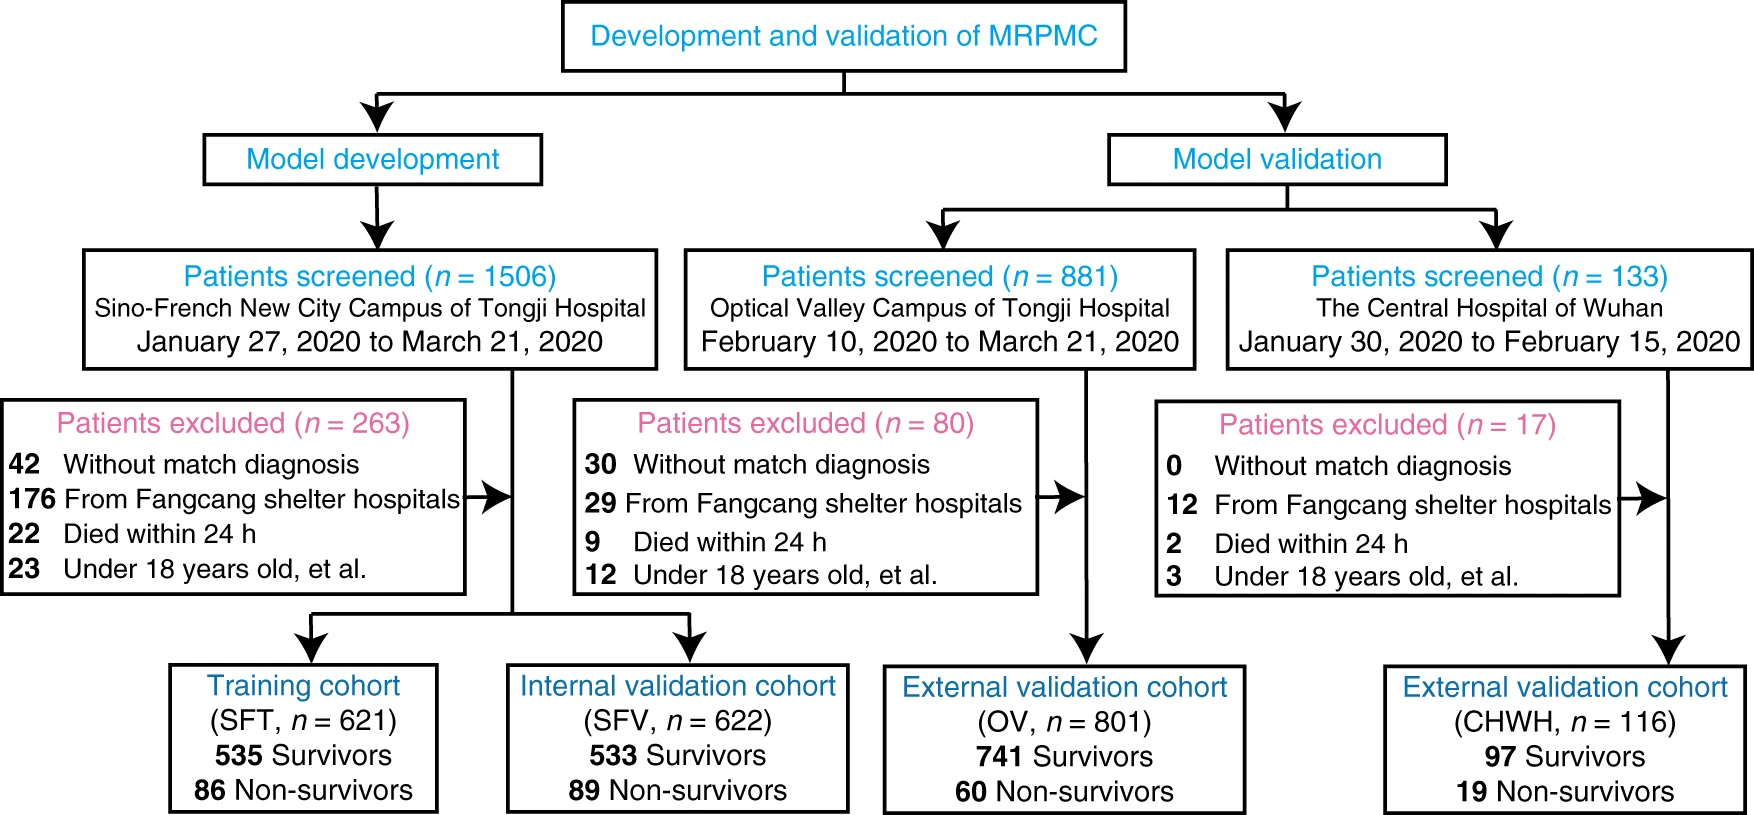 Development and validation of MRPMC
Model development
Model validation
Patients screened (n = 1506)
Sino-French New City Campus of Tongji Hospital
January 27, 2020 to March 21, 2020
Patients screened (n = 881)
Optical Valley Campus of Tongji Hospital
February 10, 2020 to March 21, 2020
Patients screened (n = 133)
The Central Hospital of Wuhan
January 30, 2020 to February 15, 2020
Patients excluded (n = 263)
42 Without match diagnosis
176 From Fangcang shelter hospitals
22 Died within 24 h
23 Under 18 years old, et al.
Patients excluded (n = 80)
30 Without match diagnosis
29 From Fangcang shelter hospitals
9 Died within 24 h
12 Under 18 years old, et al.
Patients excluded (n = 17)
0 Without match diagnosis
12 From Fangcang shelter hospitals
2 Died within 24 h
3 Under 18 years old, et al.
Training cohort
(SFT, n = 621)
535 Survivors
86 Non-survivors
Internal validation cohort
(SFV, n = 622)
533 Survivors
89 Non-survivors
External validation cohort
(OV, n = 801)
741 Survivors
60 Non-survivors
External validation cohort
(CHWH, n = 116)
97 Survivors
19 Non-survivors